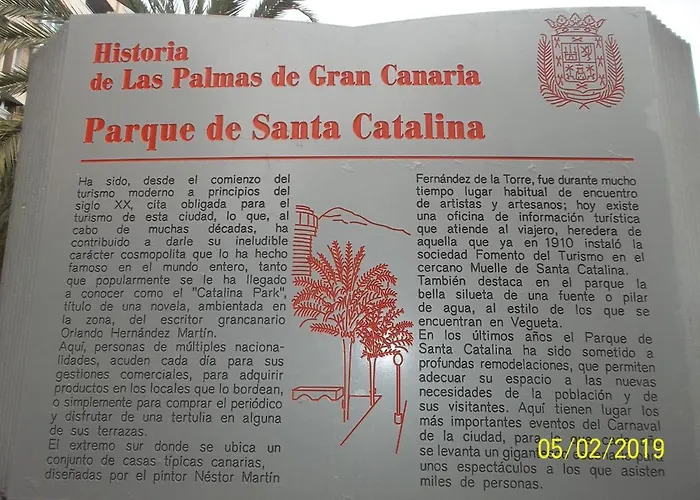 Historia
de Las Palmas de Gran Canaria
Parque de Santa Catalina
Ha sido, desde el comienzo del
turismo moderno a principios del
siglo XX, cita obligada para el
turismo de esta ciudad, lo que, al
cabo de muchas décadas, ha
contribuido a darle su ineludible
carácter cosmopolita que lo ha hecho
famoso en el mundo entero, tanto
que popularmente se le ha llegado
a conocer como el "Catalina Park",
título de una novela, ambientada en
la zona, del escritor grancanario
Orlando Hernández Martín.
Aquí, personas de múltiples naciona-
lidades, acuden cada día para sus
gestiones comerciales, para adquirir
productos en los locales que lo bordean,
o simplemente para comprar el periódico
y disfrutar de una tertulia en alguna
de sus terrazas.
El extremo sur donde se ubica un
conjunto de casas típicas canarias,
diseñadas por el pintor Néstor Martín
Fernández de la Torre, fue durante mucho
tiempo lugar habitual de encuentro
de artistas y artesanos; hoy existe
una oficina de información turística
que atiende al viajero, heredera de
aquella que ya en 1910 instaló la
sociedad Fomento del Turismo en el
cercano Muelle de Santa Catalina.
También destaca en el parque la
bella silueta de una fuente o pilar
de agua, al estilo de los que se
encuentran en Vegueta.
En los últimos años el Parque de
Santa Catalina ha sido sometido a
profundas remodelaciones, que permiten
adecuar su espacio a las nuevas
necesidades de la población y de
sus visitantes. Aquí tienen lugar los
más importantes eventos del Carnaval
de la ciudad, para
se levanta un
unos espectáculos a los que asisten
miles de personas.
05/02/2019